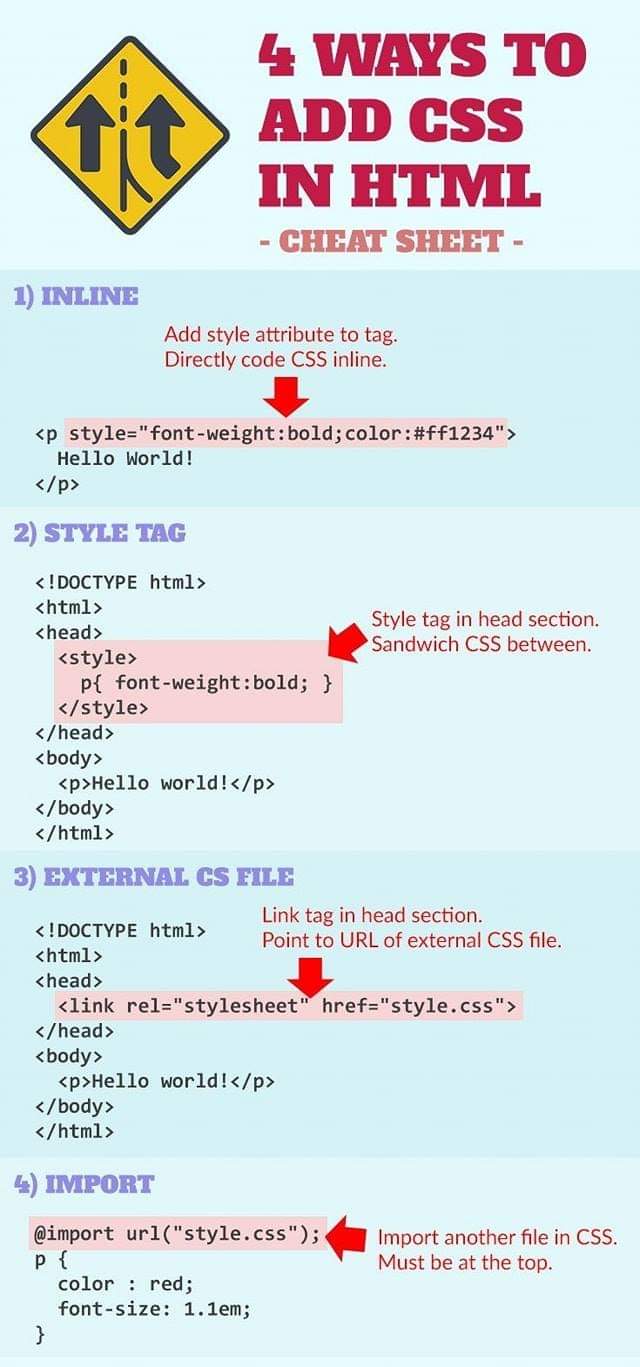 4 WAYS TO
ADD CSS
IN HTML
- CHEAT SHEET -
1) INLINE
Add style attribute to tag.
Directly code CSS inline.
<p style="font-weight:bold;color:#ff1234">
Hello World!
</p>
2) STYLE TAG
<!DOCTYPE html>
<html>
<head>
<style>
p{ font-weight:bold; }
</style>
Style tag in head section.
Sandwich CSS between.
</head>
<body>
<p>Hello world!</p>
</body>
</html>
3) EXTERNAL CS FILE
Link tag in head section.
Point to URL of external CSS file.
<!DOCTYPE html>
<html>
<head>
<link rel="stylesheet" href="style.css">
</head>
<body>
<p>Hello world!</p>
</body>
</html>
4) IMPORT
@import url("style.css");
Import another file in CSS.
Must be at the top.
p {
color : red;
font-size: 1.1em;
}